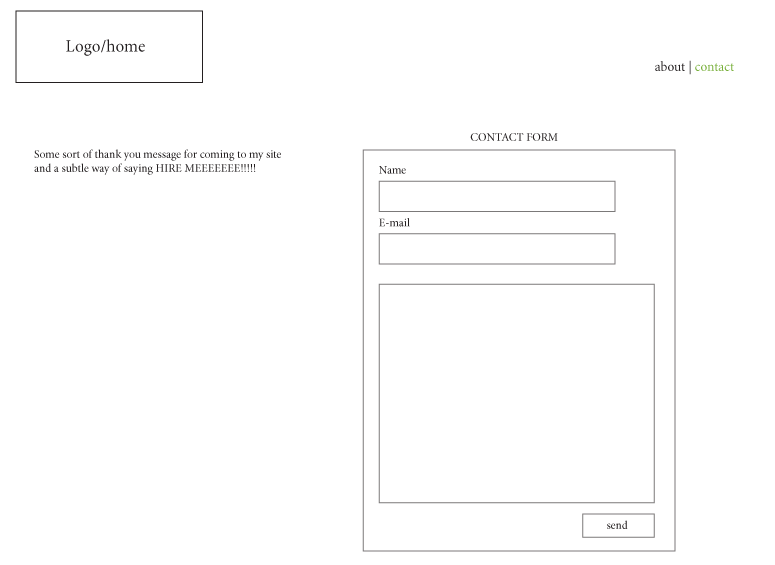 Logo/home
about | contact
Some sort of thank you message for coming to my site
and a subtle way of saying HIRE MEEEEEEE!!!!!
CONTACT FORM
Name
E-mail
send